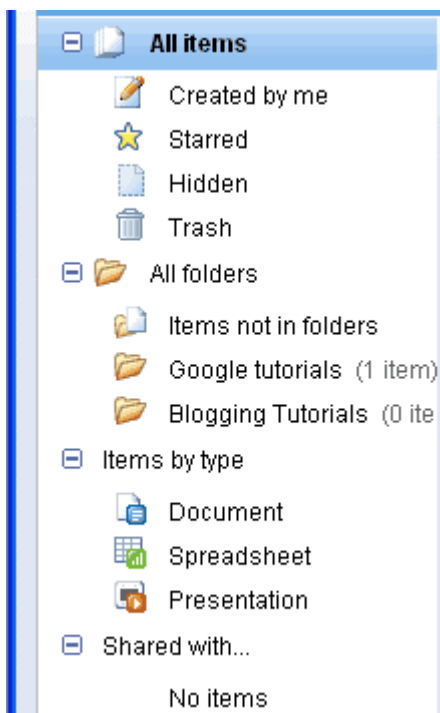 All items
Created by me
Starred
Hidden
Trash
All folders
Items not in folders
Google tutorials (1 item)
Blogging Tutorials (0 ite
Items by type
Document
Spreadsheet
Presentation
Shared with...
No items